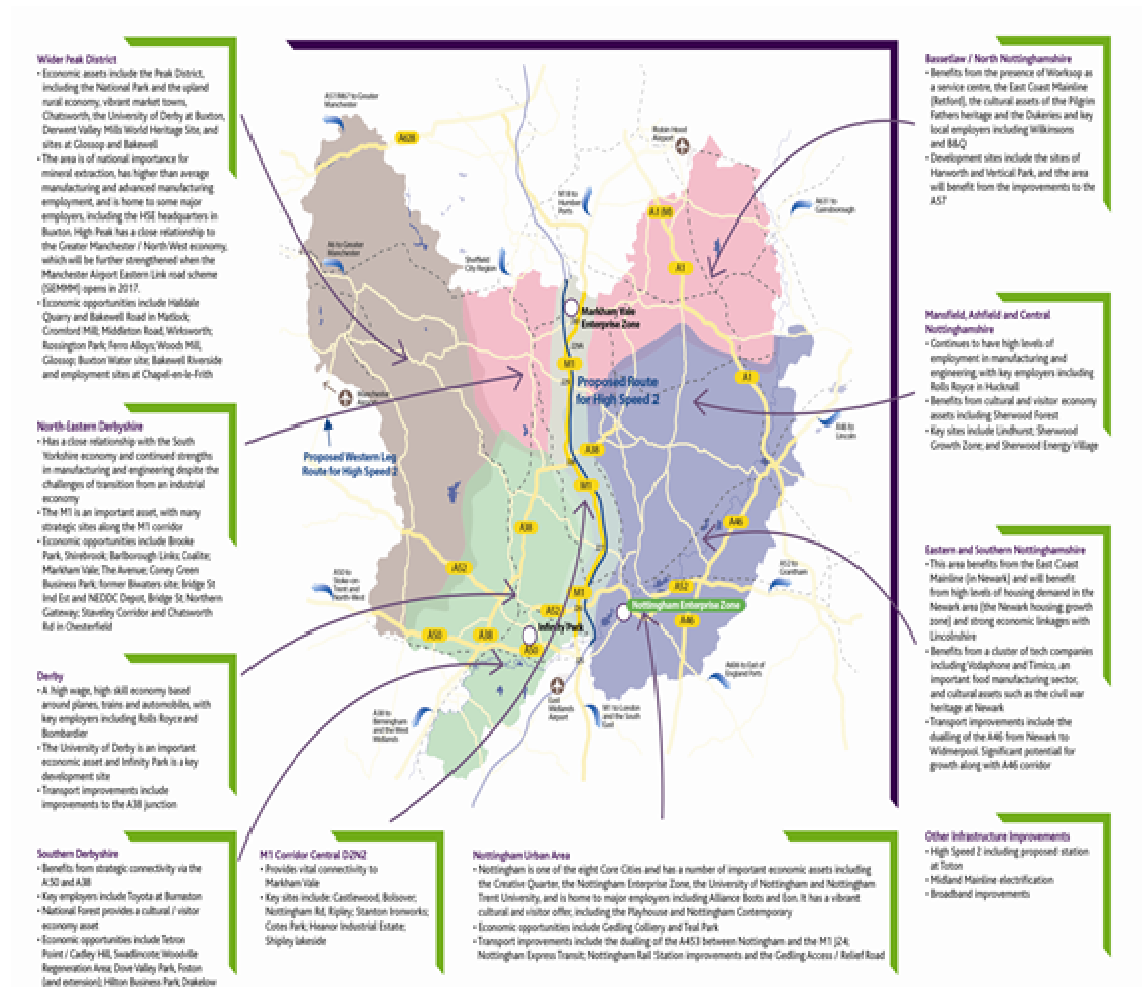 Wider Peak District
• Economic assets include the Peak District,
including the National Park and the upland
rural economy, vibrant market towns,
Chatsworth, the University of Derby at Buxton,
Derwent Valley Mills World Heritage Site, and
sites at Glossop and Bakewell
• The area is of national importance for
mineral extraction, has higher than average
manufacturing and advanced manufacturing
employment, and is home to some major
employers, including the HSE headquarters in
Buxton. High Peak has a close relationship to
the Greater Manchester / North West economy,
which will be further strengthened when the
Manchester Airport Eastern Link road scheme
(SEMMM) opens in 2017.
• Economic opportunities include Halldale
Quarry and Bakewell Road in Matlock;
Cromford Mill; Middleton Road, Wirksworth;
Rossington Park; Ferro Alloys; Woods Mill,
Glossop; Buxton Water site; Bakewell Riverside
and employment sites at Chapel-en-le-Frith
North Eastern Derbyshire
• Has a close relationship with the South
Yorkshire economy and continued strengths
im manufacturing and engineering despite the
challenges of transition from an industrial
economy
• The M1 is an important asset, with many
strategic sites along the M1 corridor
• Economic opportunities include Brooke
Park, Shirebrook; Barlborough Links; Coalite;
Markham Vale; The Avenue; Coney Green
Business Park; former Biwaters site; Bridge St
Ind Est and NEDDC Depot, Bridge St; Northern
Gateway; Staveley Corridor and Chatsworth
Rd in Chesterfield
Derby
• A high wage, high skill economy based
around planes, trains and automobiles, with
key employers including Rolls Royce and
Bombardier
• The University of Derby is an important
economic asset and Infinity Park is a key
development site
• Transport improvements include
improvements to the A38 junction
Southern Derbyshire
• Benefits from strategic connectivity via the
A50 and A38
• Key employers include Toyota at Burnaston
• National Forest provides a cultural / visitor
economy asset
• Economic opportunities include Tetron
Point / Cadley Hill, Swadlincote; Woodville
Regeneration Area; Dove Valley Park, Foston
(and extension); Hilton Business Park; Drakelow
M1 Corridor Central D2N2
• Provides vital connectivity to
Markham Vale
• Key sites include: Castlewood, Bolsover;
Nottingham Rd, Ripley; Stanton Ironworks;
Cotes Park; Heanor Industrial Estate;
Shipley lakeside
Nottingham Urban Area
• Nottingham is one of the eight Core Cities and has a number of important economic assets including
the Creative Quarter, the Nottingham Enterprise Zone, the University of Nottingham and Nottingham
Trent University, and is home to major employers including Alliance Boots and Eon. It has a vibrant
cultural and visitor offer, including the Playhouse and Nottingham Contemporary
• Economic opportunities include Gedling Colliery and Teal Park
• Transport improvements include the dualling of the A453 between Nottingham and the M1 J24;
Nottingham Express Transit; Nottingham Rail Station improvements and the Gedling Access / Relief Road
Bassetlaw / North Nottinghamshire
• Benefits from the presence of Worksop as
a service centre, the East Coast Mainline
(Retford), the cultural assets of the Pilgrim
Fathers heritage and the Dukeries and key
local employers including Wilkinsons
and B&Q
• Development sites include the sites of
Harworth and Vertical Park, and the area
will benefit from the improvements to the
A57
Mansfield, Ashfield and Central
Nottinghamshire
• Continues to have high levels of
employment in manufacturing and
engineering, with key employers including
Rolls Royce in Hucknall
• Benefits from cultural and visitor economy
assets including Sherwood Forest
• Key sites include Lindhurst; Sherwood
Growth Zone; and Sherwood Energy Village
Eastern and Southern Nottinghamshire
• This area benefits from the East Coast
Mainline (in Newark) and will benefit
from high levels of housing demand in the
Newark area (the Newark housing growth
zone) and strong economic linkages with
Lincolnshire
• Benefits from a cluster of tech companies
including Vodaphone and Timico, an
important food manufacturing sector,
and cultural assets such as the civil war
heritage at Newark
• Transport improvements include the
dualling of the A46 from Newark to
Widmerpool. Significant potential for
growth along with A46 corridor
Other Infrastructure Improvements
• High Speed 2 including proposed station
at Toton
• Midland Mainline electrification
• Broadband improvements
A57/M67 to Greater
Manchester
A628
Robin Hood
Airport
M18 to
Humber
Ports
A1 (M)
A631 to
Gainsborough
A6 to Greater
Manchester
Sheffield
City Region
A1
Markham Vale
Enterprise Zone
M1
A1
Proposed Route
for High Speed 2
Manchester
Airport
A46 to
Lincoln
Proposed Western Leg
Route for High Speed 2
A38
M1
A38
A46
A52
A50 to
Stoke-on-
Trent and
North-West
A52 to
Grantham
M1
A52
A52
Nottingham Enterprise Zone
Infinity Park
A46
A50
A38
A50
East
Midlands
Airport
A38 to
Birmingham
and the West
Midlands
M1 to London
and the South
East